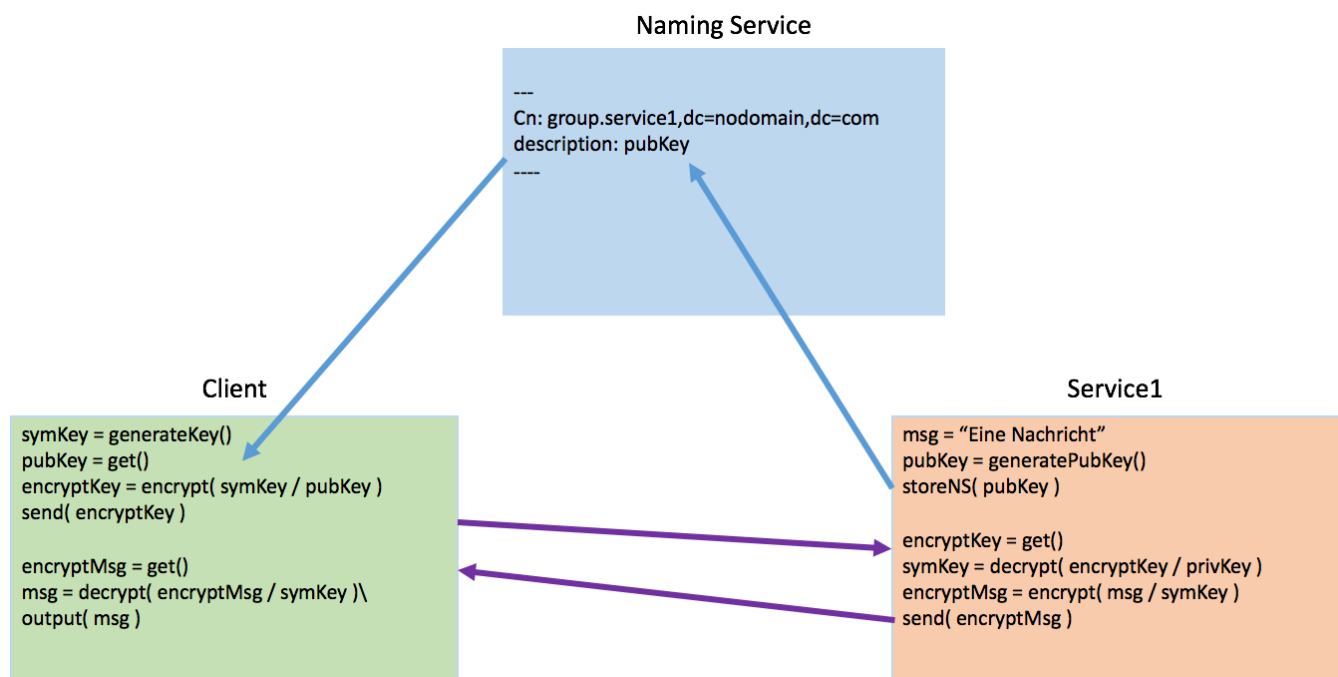 Naming Service
---
Cn: group.service1,dc=nodomain,dc=com
description: pubKey
----
Client
symKey = generateKey()
pubKey = get()
encryptKey = encrypt( symKey / pubKey )
send( encryptKey )
encryptMsg = get()
msg = decrypt( encryptMsg / symKey )\
output( msg )
Service1
msg = “Eine Nachricht”
pubKey = generatePubKey()
storeNS( pubKey )
encryptKey = get()
symKey = decrypt( encryptKey / privKey )
encryptMsg = encrypt( msg / symKey )
send( encryptMsg )